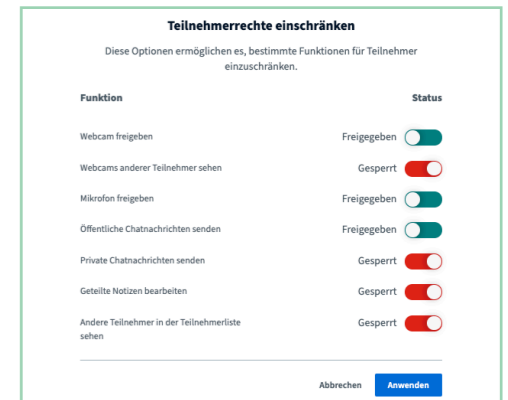 Teilnehmerrechte einschränken
Diese Optionen ermöglichen es, bestimmte Funktionen für Teilnehmer
einzuschränken.
Funktion Status
Webcam freigeben Freigegeben
Webcams anderer Teilnehmer sehen Gesperrt
Mikrofon freigeben Freigegeben
Öffentliche Chatnachrichten senden Freigegeben
Private Chatnachrichten senden Gesperrt
Geteilte Notizen bearbeiten Gesperrt
Andere Teilnehmer in der Teilnehmerliste Gesperrt
sehen
Abbrechen Anwenden